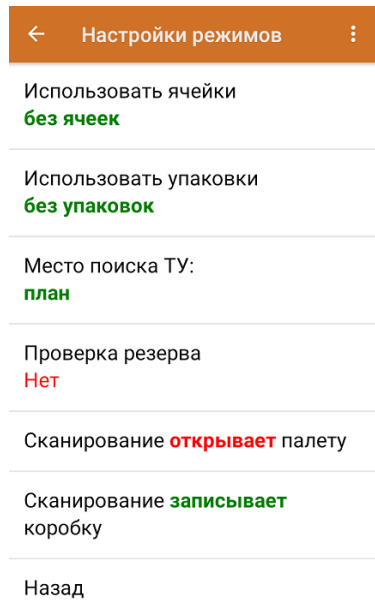 Настройки режимов
Использовать ячейки
без ячеек
Использовать упаковки
без упаковок
Место поиска ТУ:
план
Проверка резерва
Нет
Сканирование открывает палету
Сканирование записывает
коробку
Назад